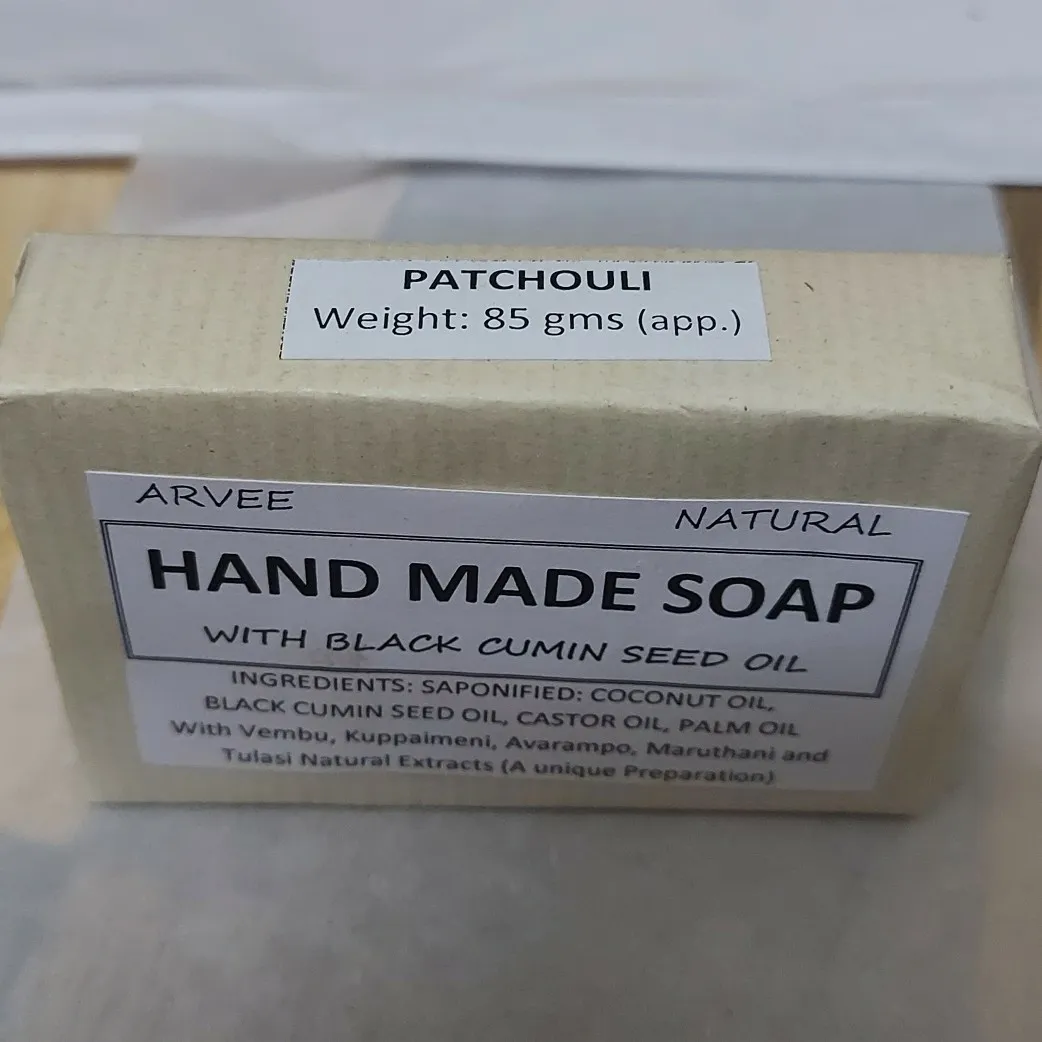 PATCHOULI
Weight: 85 gms (app.)
ARVEE NATURAL
HAND MADE SOAP
WITH BLACK CUMIN SEED OIL
INGREDIENTS: SAPONIFIED: COCONUT OIL,
BLACK CUMIN SEED OIL, CASTOR OIL, PALM OIL
With Vembu, Kuppaimeni, Avarampo, Maruthani and
Tulasi Natural Extracts (A unique Preparation)